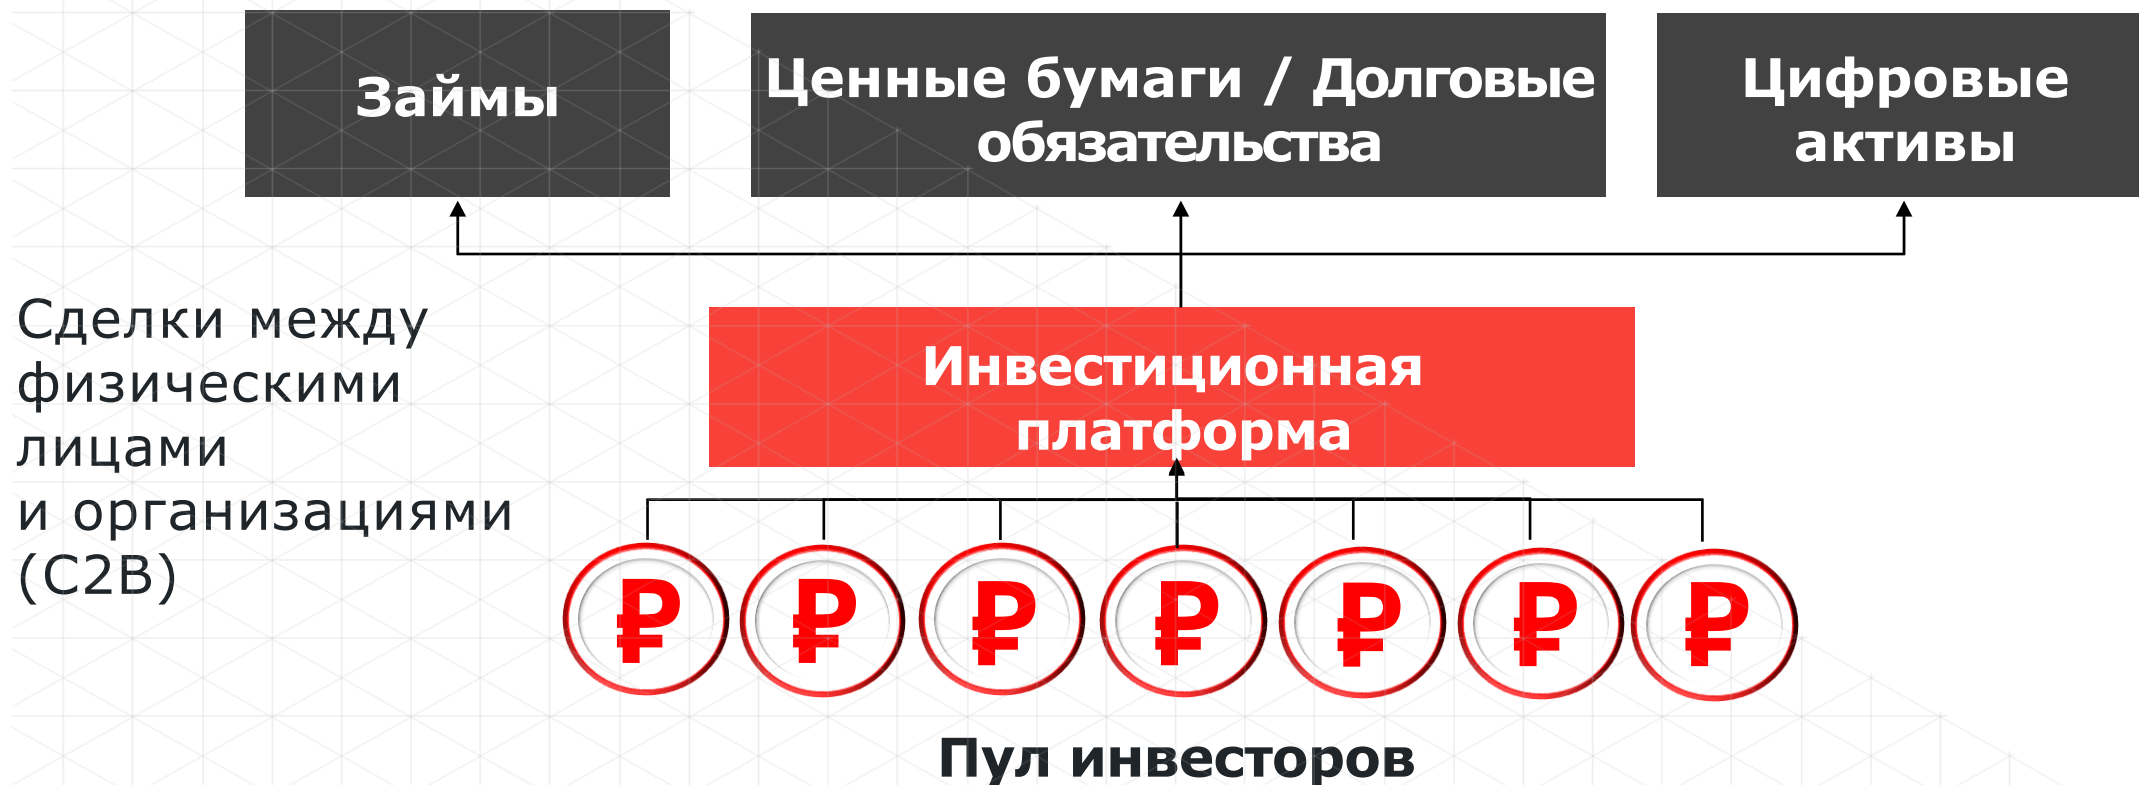 Займы
Ценные бумаги / Долговые
обязательства
Цифровые
активы
Сделки между
физическими
лицами
и организациями
(C2B)
Инвестиционная
платформа
₽ ₽ ₽ ₽ ₽ ₽ ₽
Пул инвесторов